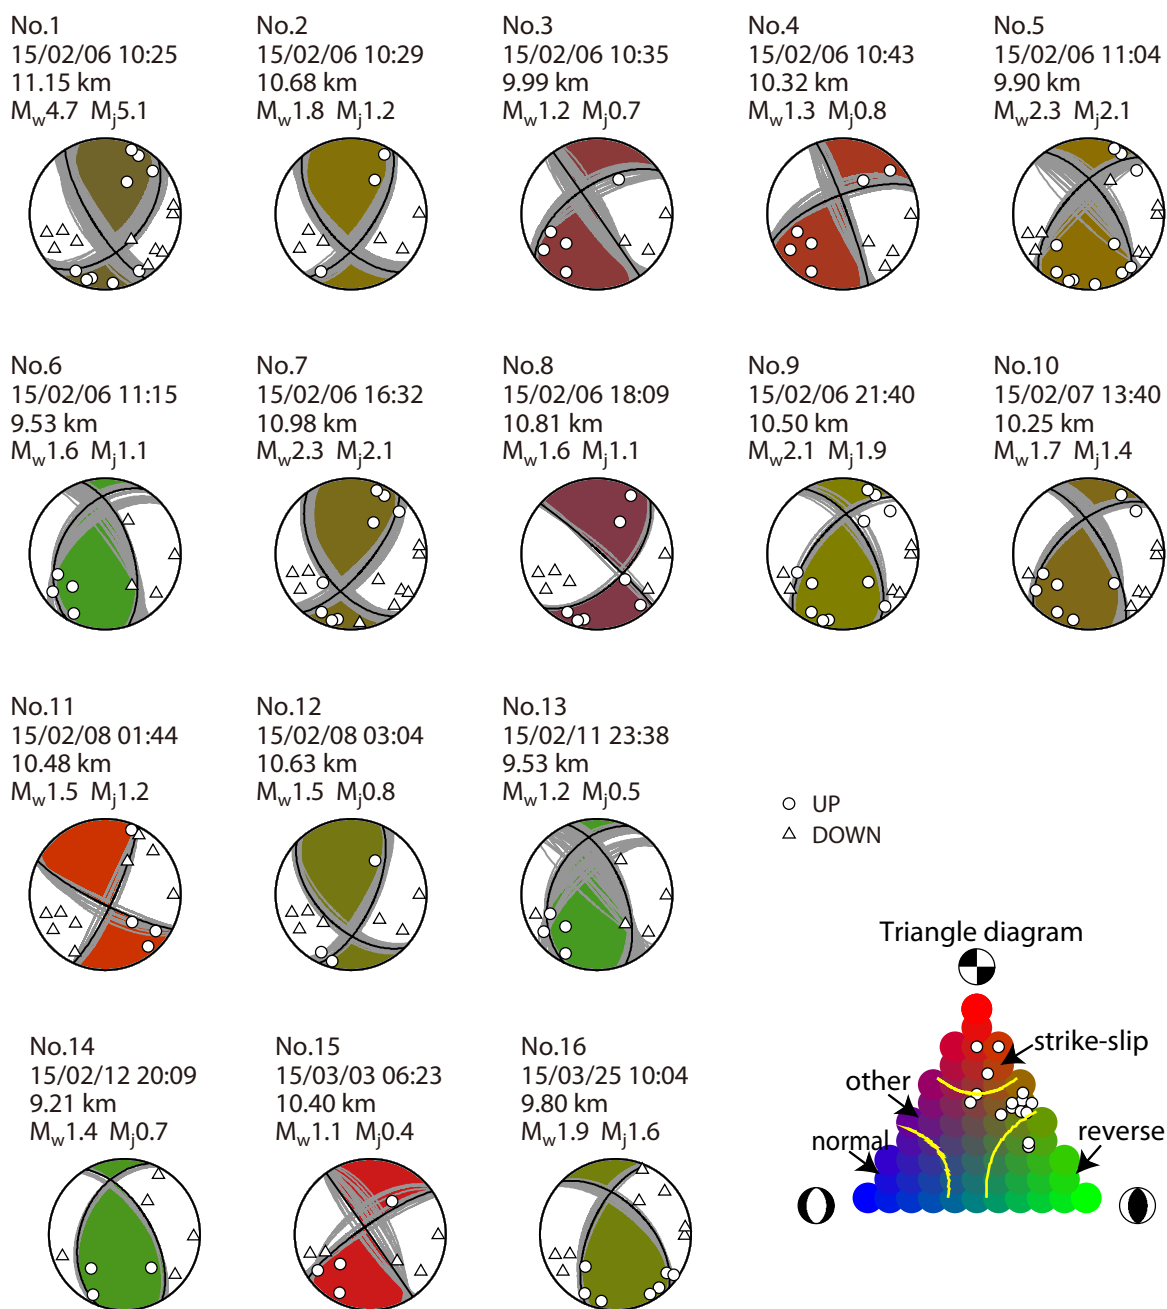 No.1
15/02/06 10:25
11.15 km
Mw4.7 Mj5.1
No.2
15/02/06 10:29
10.68 km
Mw1.8 Mj1.2
No.3
15/02/06 10:35
9.99 km
Mw1.2 Mj0.7
No.4
15/02/06 10:43
10.32 km
Mw1.3 Mj0.8
No.5
15/02/06 11:04
9.90 km
Mw2.3 Mj2.1
No.6
15/02/06 11:15
9.53 km
Mw1.6 Mj1.1
No.7
15/02/06 16:32
10.98 km
Mw2.3 Mj2.1
No.8
15/02/06 18:09
10.81 km
Mw1.6 Mj1.1
No.9
15/02/06 21:40
10.50 km
Mw2.1 Mj1.9
No.10
15/02/07 13:40
10.25 km
Mw1.7 Mj1.4
No.11
15/02/08 01:44
10.48 km
Mw1.5 Mj1.2
No.12
15/02/08 03:04
10.63 km
Mw1.5 Mj0.8
No.13
15/02/11 23:38
9.53 km
Mw1.2 Mj0.5
UP
DOWN
No.14
15/02/12 20:09
9.21 km
Mw1.4 Mj0.7
No.15
15/03/03 06:23
10.40 km
Mw1.1 Mj0.4
No.16
15/03/25 10:04
9.80 km
Mw1.9 Mj1.6
Triangle diagram
strike-slip
other
normal
reverse